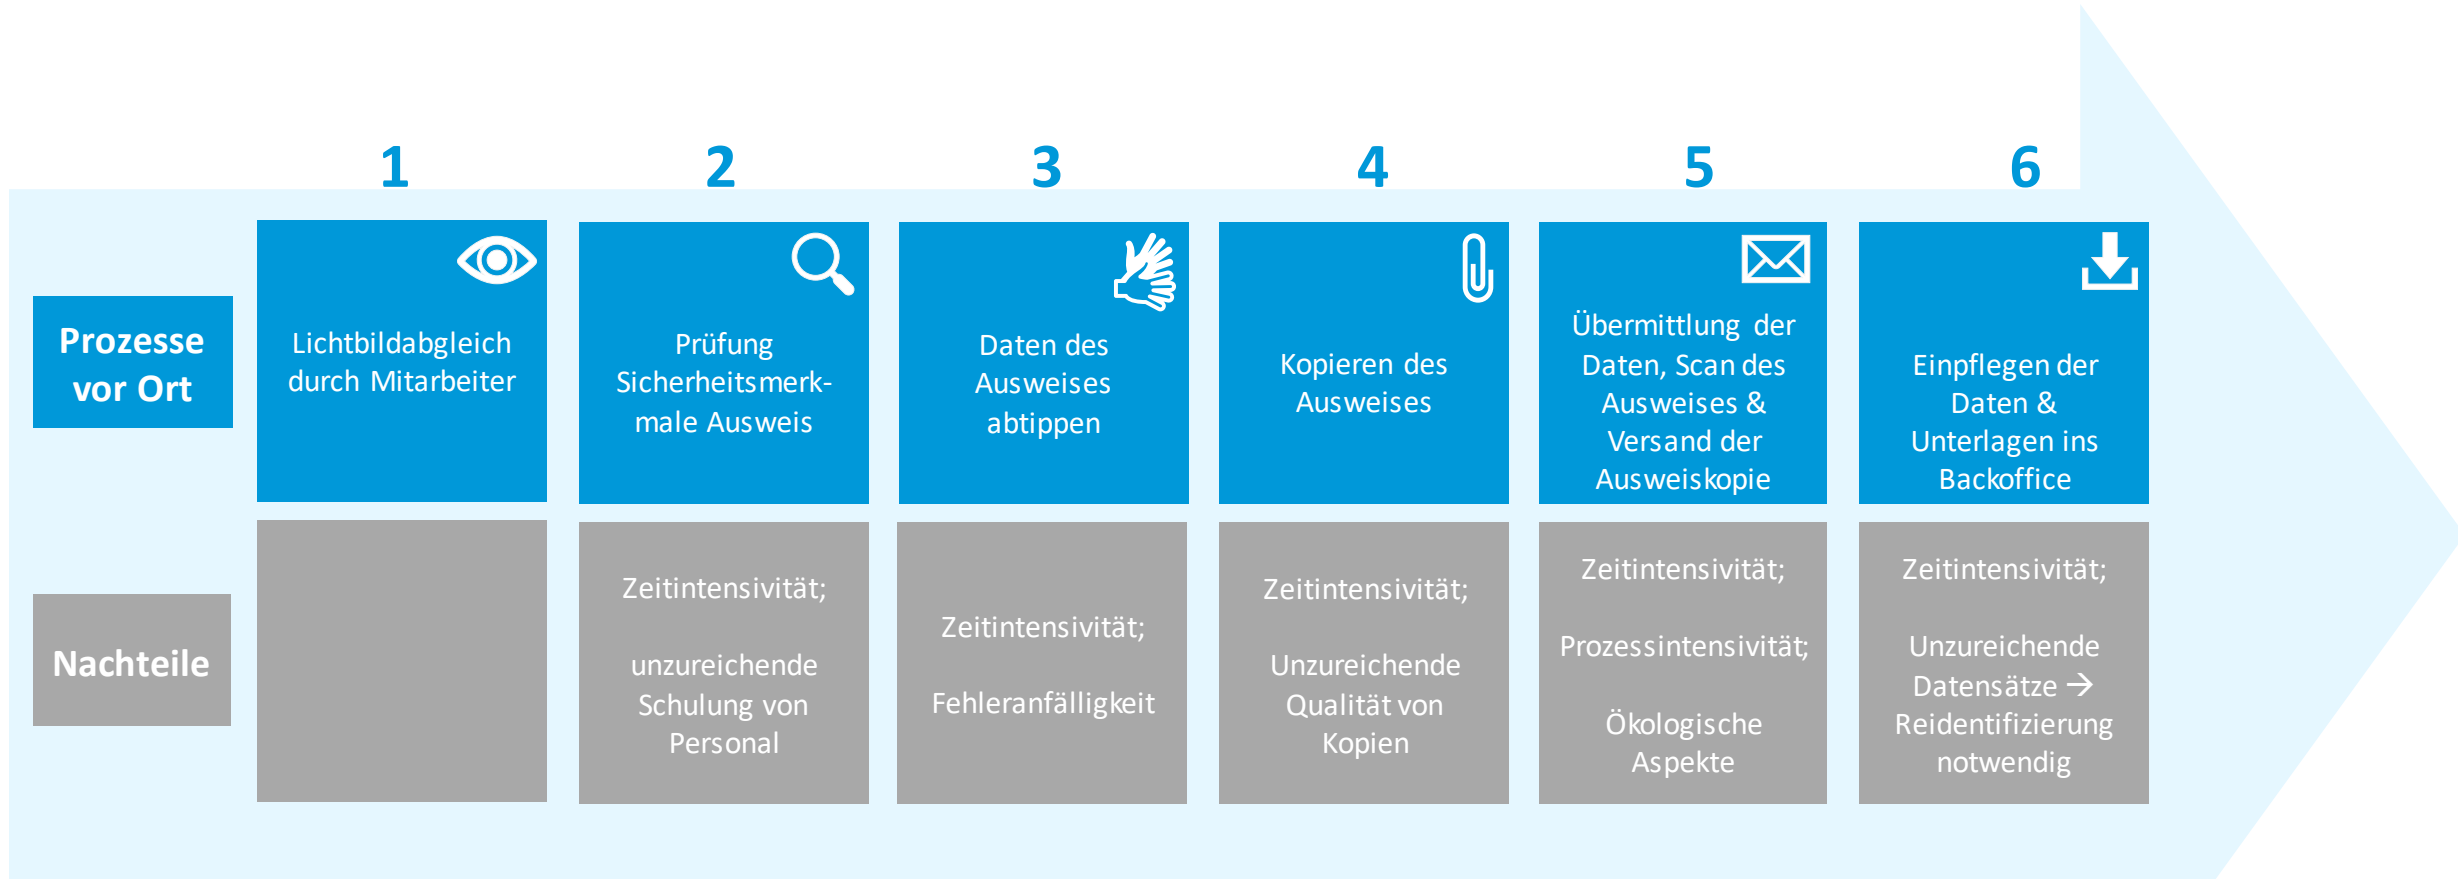 1
2
3
4
5
6
Prozesse
vor Ort
Lichtbildabgleich
durch Mitarbeiter
Prüfung
Sicherheitsmerk-
male Ausweis
Daten des
Ausweises
abtippen
Kopieren des
Ausweises
Übermittlung der
Daten, Scan des
Ausweises &
Versand der
Ausweiskopie
Einpflegen der
Daten &
Unterlagen ins
Backoffice
Nachteile
Zeitintensivität;
unzureichende
Schulung von
Personal
Zeitintensivität;
Fehleranfälligkeit
Zeitintensivität;
Unzureichende
Qualität von
Kopien
Zeitintensivität;
Prozessintensivität;
Ökologische
Aspekte
Zeitintensivität;
Unzureichende
Datensätze →
Reidentifizierung
notwendig